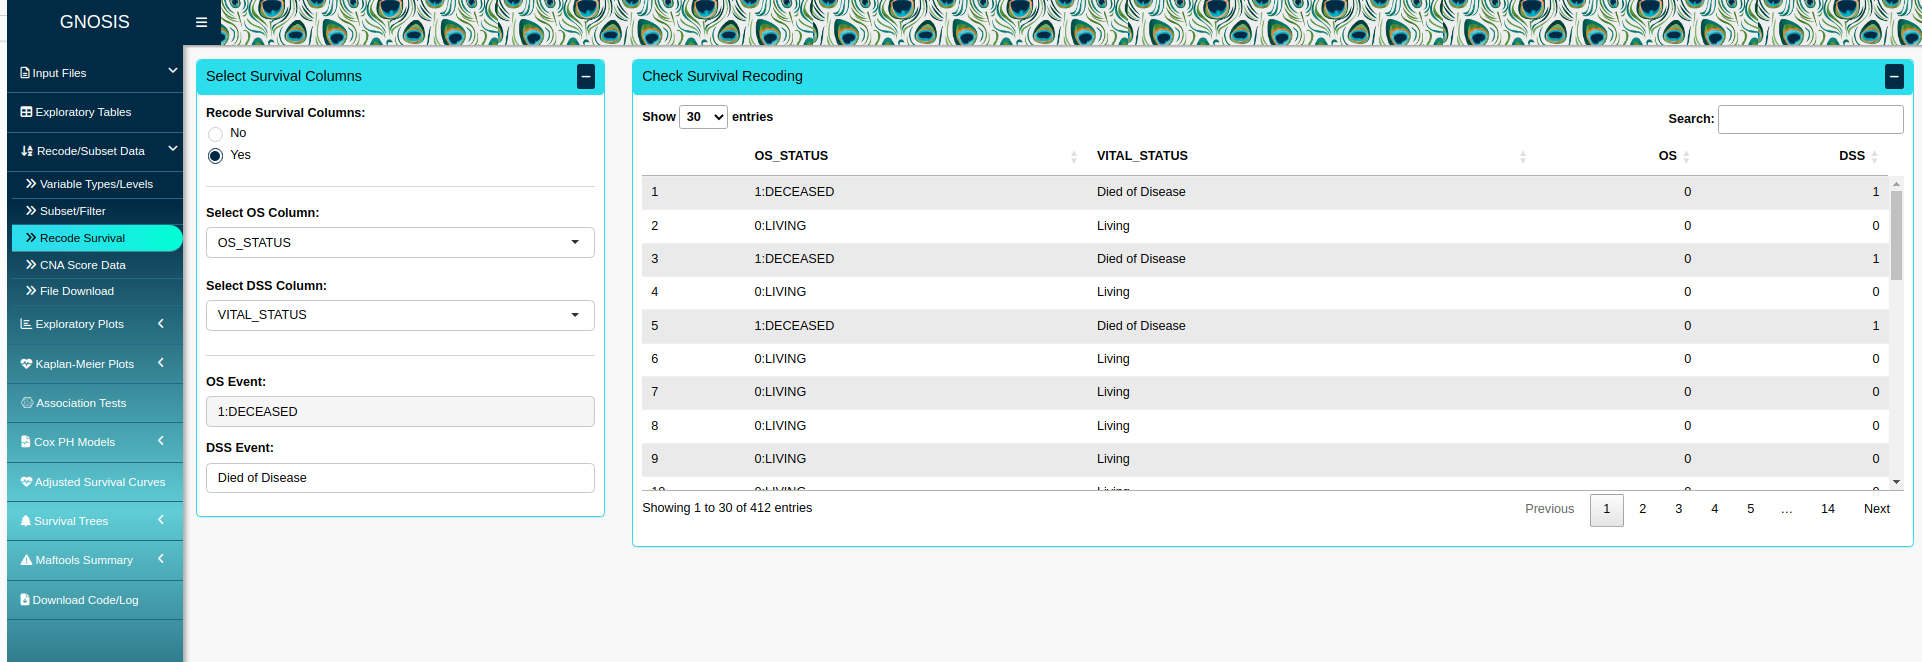 GNOSIS
Input Files
Exploratory Tables
Recode/Subset Data
Variable Types/Levels
Subset/Filter
Recode Survival
CNA Score Data
File Download
Exploratory Plots
Kaplan-Meier Plots
Association Tests
Cox PH Models
Adjusted Survival Curves
Survival Trees
Maftools Summary
Download Code/Log
Select Survival Columns
Recode Survival Columns:
No
Yes
Select OS Column:
OS_STATUS
Select DSS Column:
VITAL_STATUS
OS Event:
1:DECEASED
DSS Event:
Died of Disease
Check Survival Recoding
Show 30 entries
Search:
OS_STATUS VITAL_STATUS OS DSS
1 1:DECEASED Died of Disease 0 1
2 0:LIVING Living 0 0
3 1:DECEASED Died of Disease 0 1
4 0:LIVING Living 0 0
5 1:DECEASED Died of Disease 0 1
6 0:LIVING Living 0 0
7 0:LIVING Living 0 0
8 0:LIVING Living 0 0
9 0:LIVING Living 0 0
10 0:LIVING Living 0 0
Showing 1 to 30 of 412 entries
Previous 1 2 3 4 5 … 14 Next